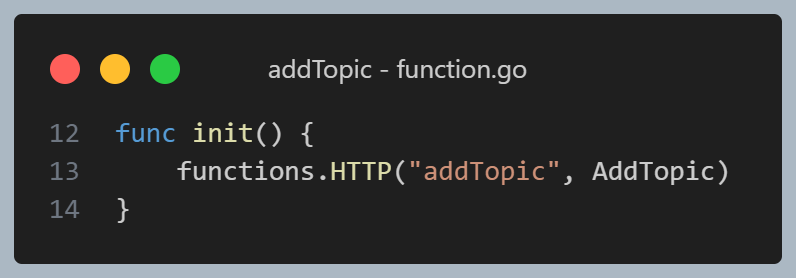 addTopic - function.go
12 func init() {
13     functions.HTTP("addTopic", AddTopic)
14 }